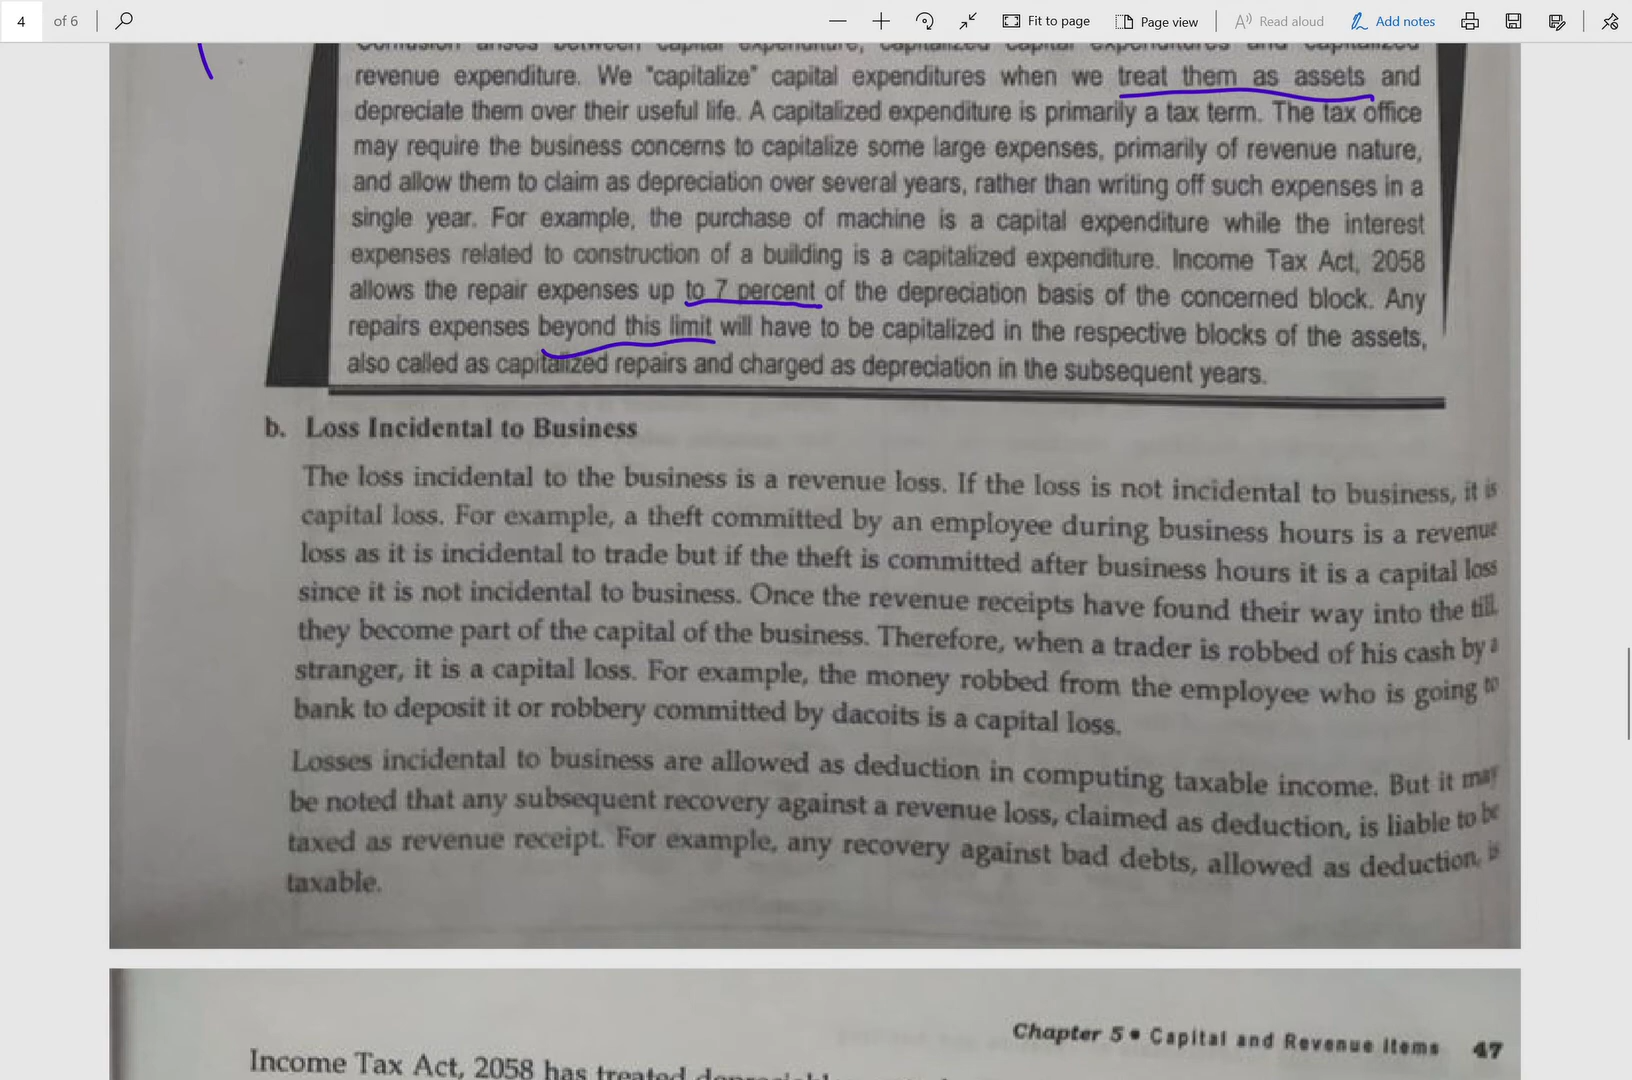 4 of 6 Fit to page Page view Read aloud Add notes
Confusion arises between capital expenditure, capitalized capital expenditures and capitalized
revenue expenditure. We "capitalize" capital expenditures when we treat them as assets and
depreciate them over their useful life. A capitalized expenditure is primarily a tax term. The tax office
may require the business concerns to capitalize some large expenses, primarily of revenue nature,
and allow them to claim as depreciation over several years, rather than writing off such expenses in a
single year. For example, the purchase of machine is a capital expenditure while the interest
expenses related to construction of a building is a capitalized expenditure. Income Tax Act, 2058
allows the repair expenses up to 7 percent of the depreciation basis of the concerned block. Any
repairs expenses beyond this limit will have to be capitalized in the respective blocks of the assets,
also called as capitalized repairs and charged as depreciation in the subsequent years.
b. Loss Incidental to Business
The loss incidental to the business is a revenue loss. If the loss is not incidental to business, it is
capital loss. For example, a theft committed by an employee during business hours is a revenue
loss as it is incidental to trade but if the theft is committed after business hours it is a capital loss
since it is not incidental to business. Once the revenue receipts have found their way into the till,
they become part of the capital of the business. Therefore, when a trader is robbed of his cash by a
stranger, it is a capital loss. For example, the money robbed from the employee who is going to
bank to deposit it or robbery committed by dacoits is a capital loss.
Losses incidental to business are allowed as deduction in computing taxable income. But it may
be noted that any subsequent recovery against a revenue loss, claimed as deduction, is liable to be
taxed as revenue receipt. For example, any recovery against bad debts, allowed as deduction, is
taxable.
Chapter 5 • Capital and Revenue Items 47
Income Tax Act, 2058 has treated